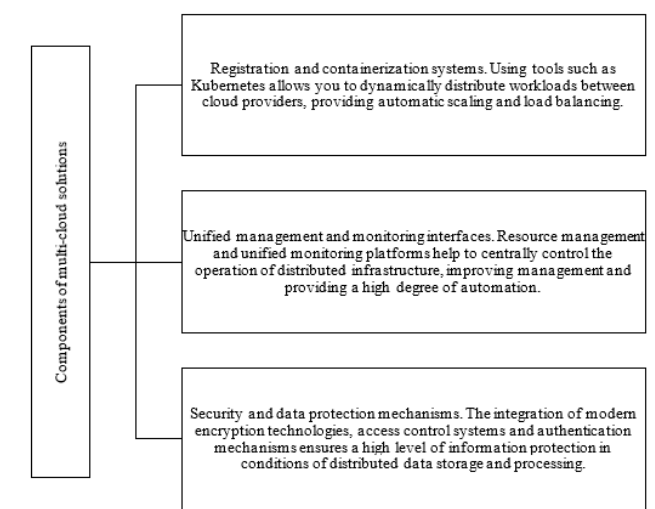 Components of multi-cloud solutions
Registration and containerization systems. Using tools such as
Kubernetes allows you to dynamically distribute workloads between
cloud providers, providing automatic scaling and load balancing.
Unified management and monitoring interfaces. Resource management
and unified monitoring platforms help to centrally control the
operation of distributed infrastructure, improving management and
providing a high degree of automation.
Security and data protection mechanisms. The integration of modern
encryption technologies, access control systems and authentication
mechanisms ensures a high level of information protection in
conditions of distributed data storage and processing.